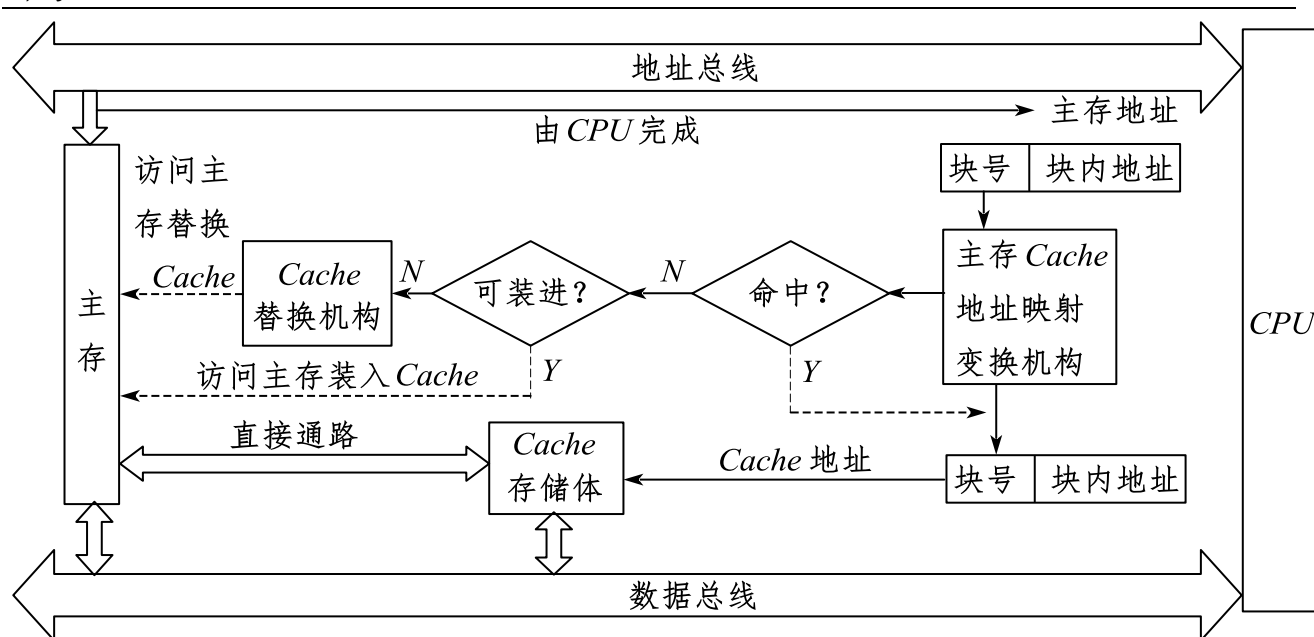 地址总线
由CPU完成
主存地址
访问主
存替换
块号 块内地址
主存Cache
地址映射
变换机构
Cache
Cache
替换机构
N
可装进？
N
命中？
主
存
CPU
访问主存装入Cache
Y
Y
直接通路
Cache
存储体
Cache地址
块号 块内地址
数据总线